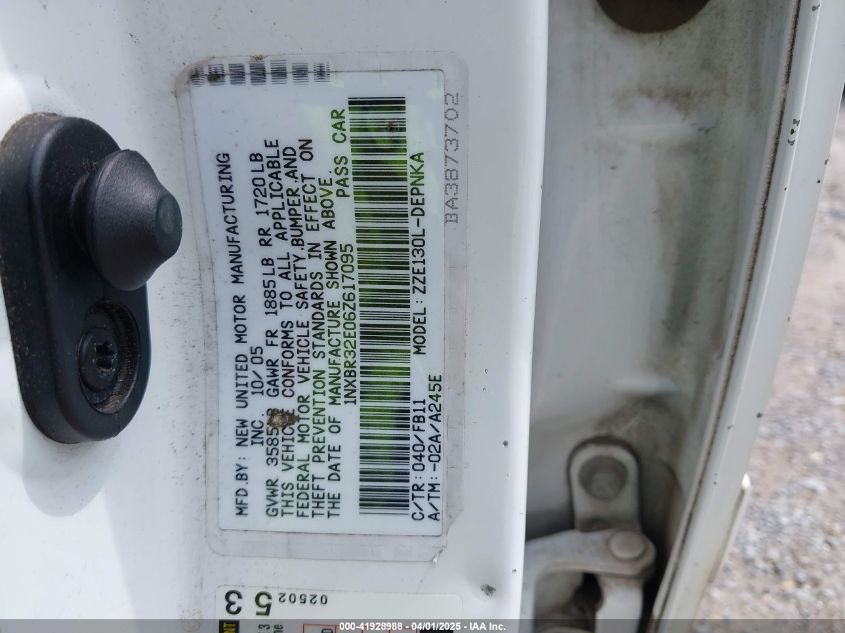 MFD.BY: NEW UNITED MOTOR MANUFACTURING
INC. 10/05
GVWR 3585LB GAWR FR 1885LB RR 1720LB
THIS VEHICLE CONFORMS TO ALL APPLICABLE
FEDERAL MOTOR VEHICLE SAFETY,BUMPER AND
THEFT PREVENTION STANDARDS IN EFFECT ON
THE DATE OF MANUFACTURE SHOWN ABOVE.
1NXBR32E06Z617095 PASS CAR
C/TR: 040/FB11 MODEL: ZZE130L-DEPNKA
A/TM: -02A/A245E
BA3873702
02502
5
3
000-41928988 - 04/01/2025 - IAA Inc.